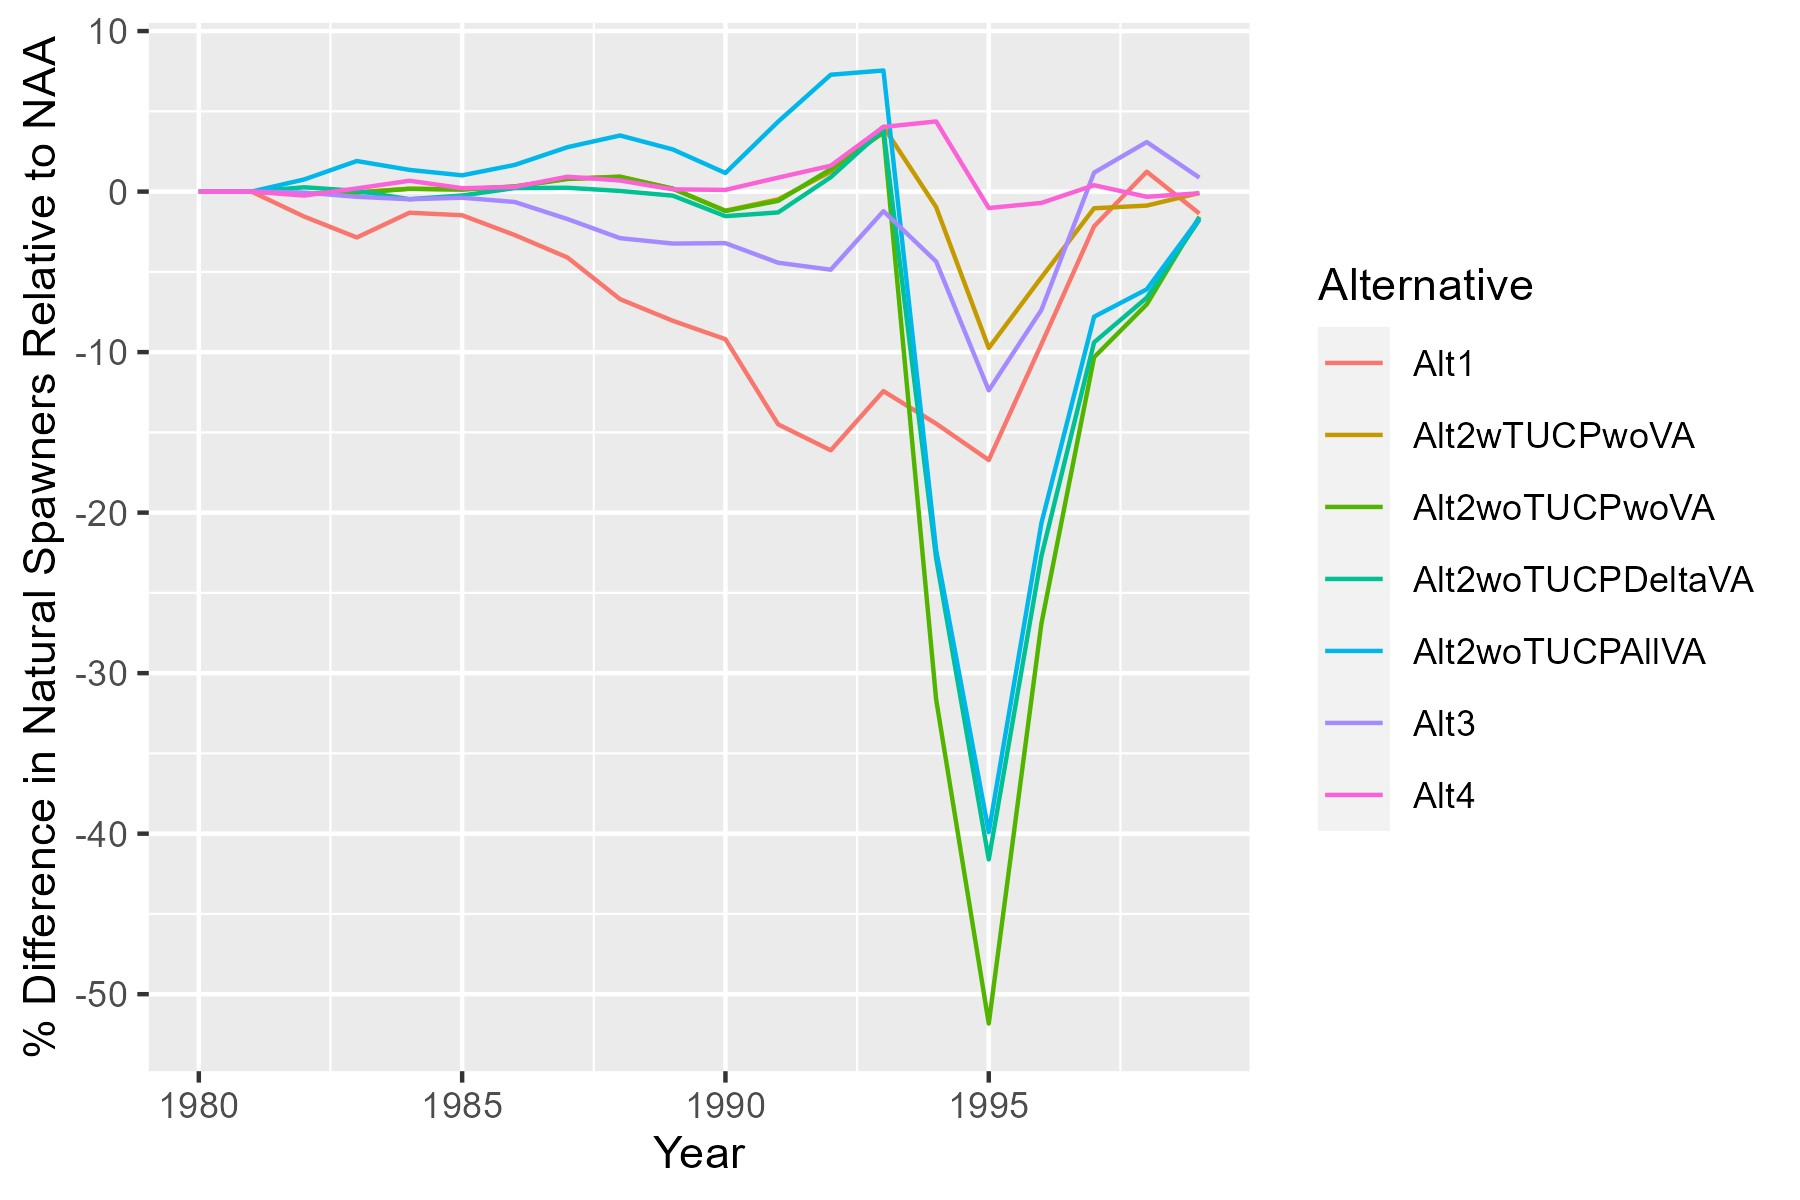 % Difference in Natural Spawners Relative to NAA
10
0
-10
-20
-30
-40
-50
1980
1985
1990
1995
Year
Alternative
Alt1
Alt2wTUCPwoVA
Alt2woTUCPwoVA
Alt2woTUCPDeltaVA
Alt2woTUCPAllVA
Alt3
Alt4